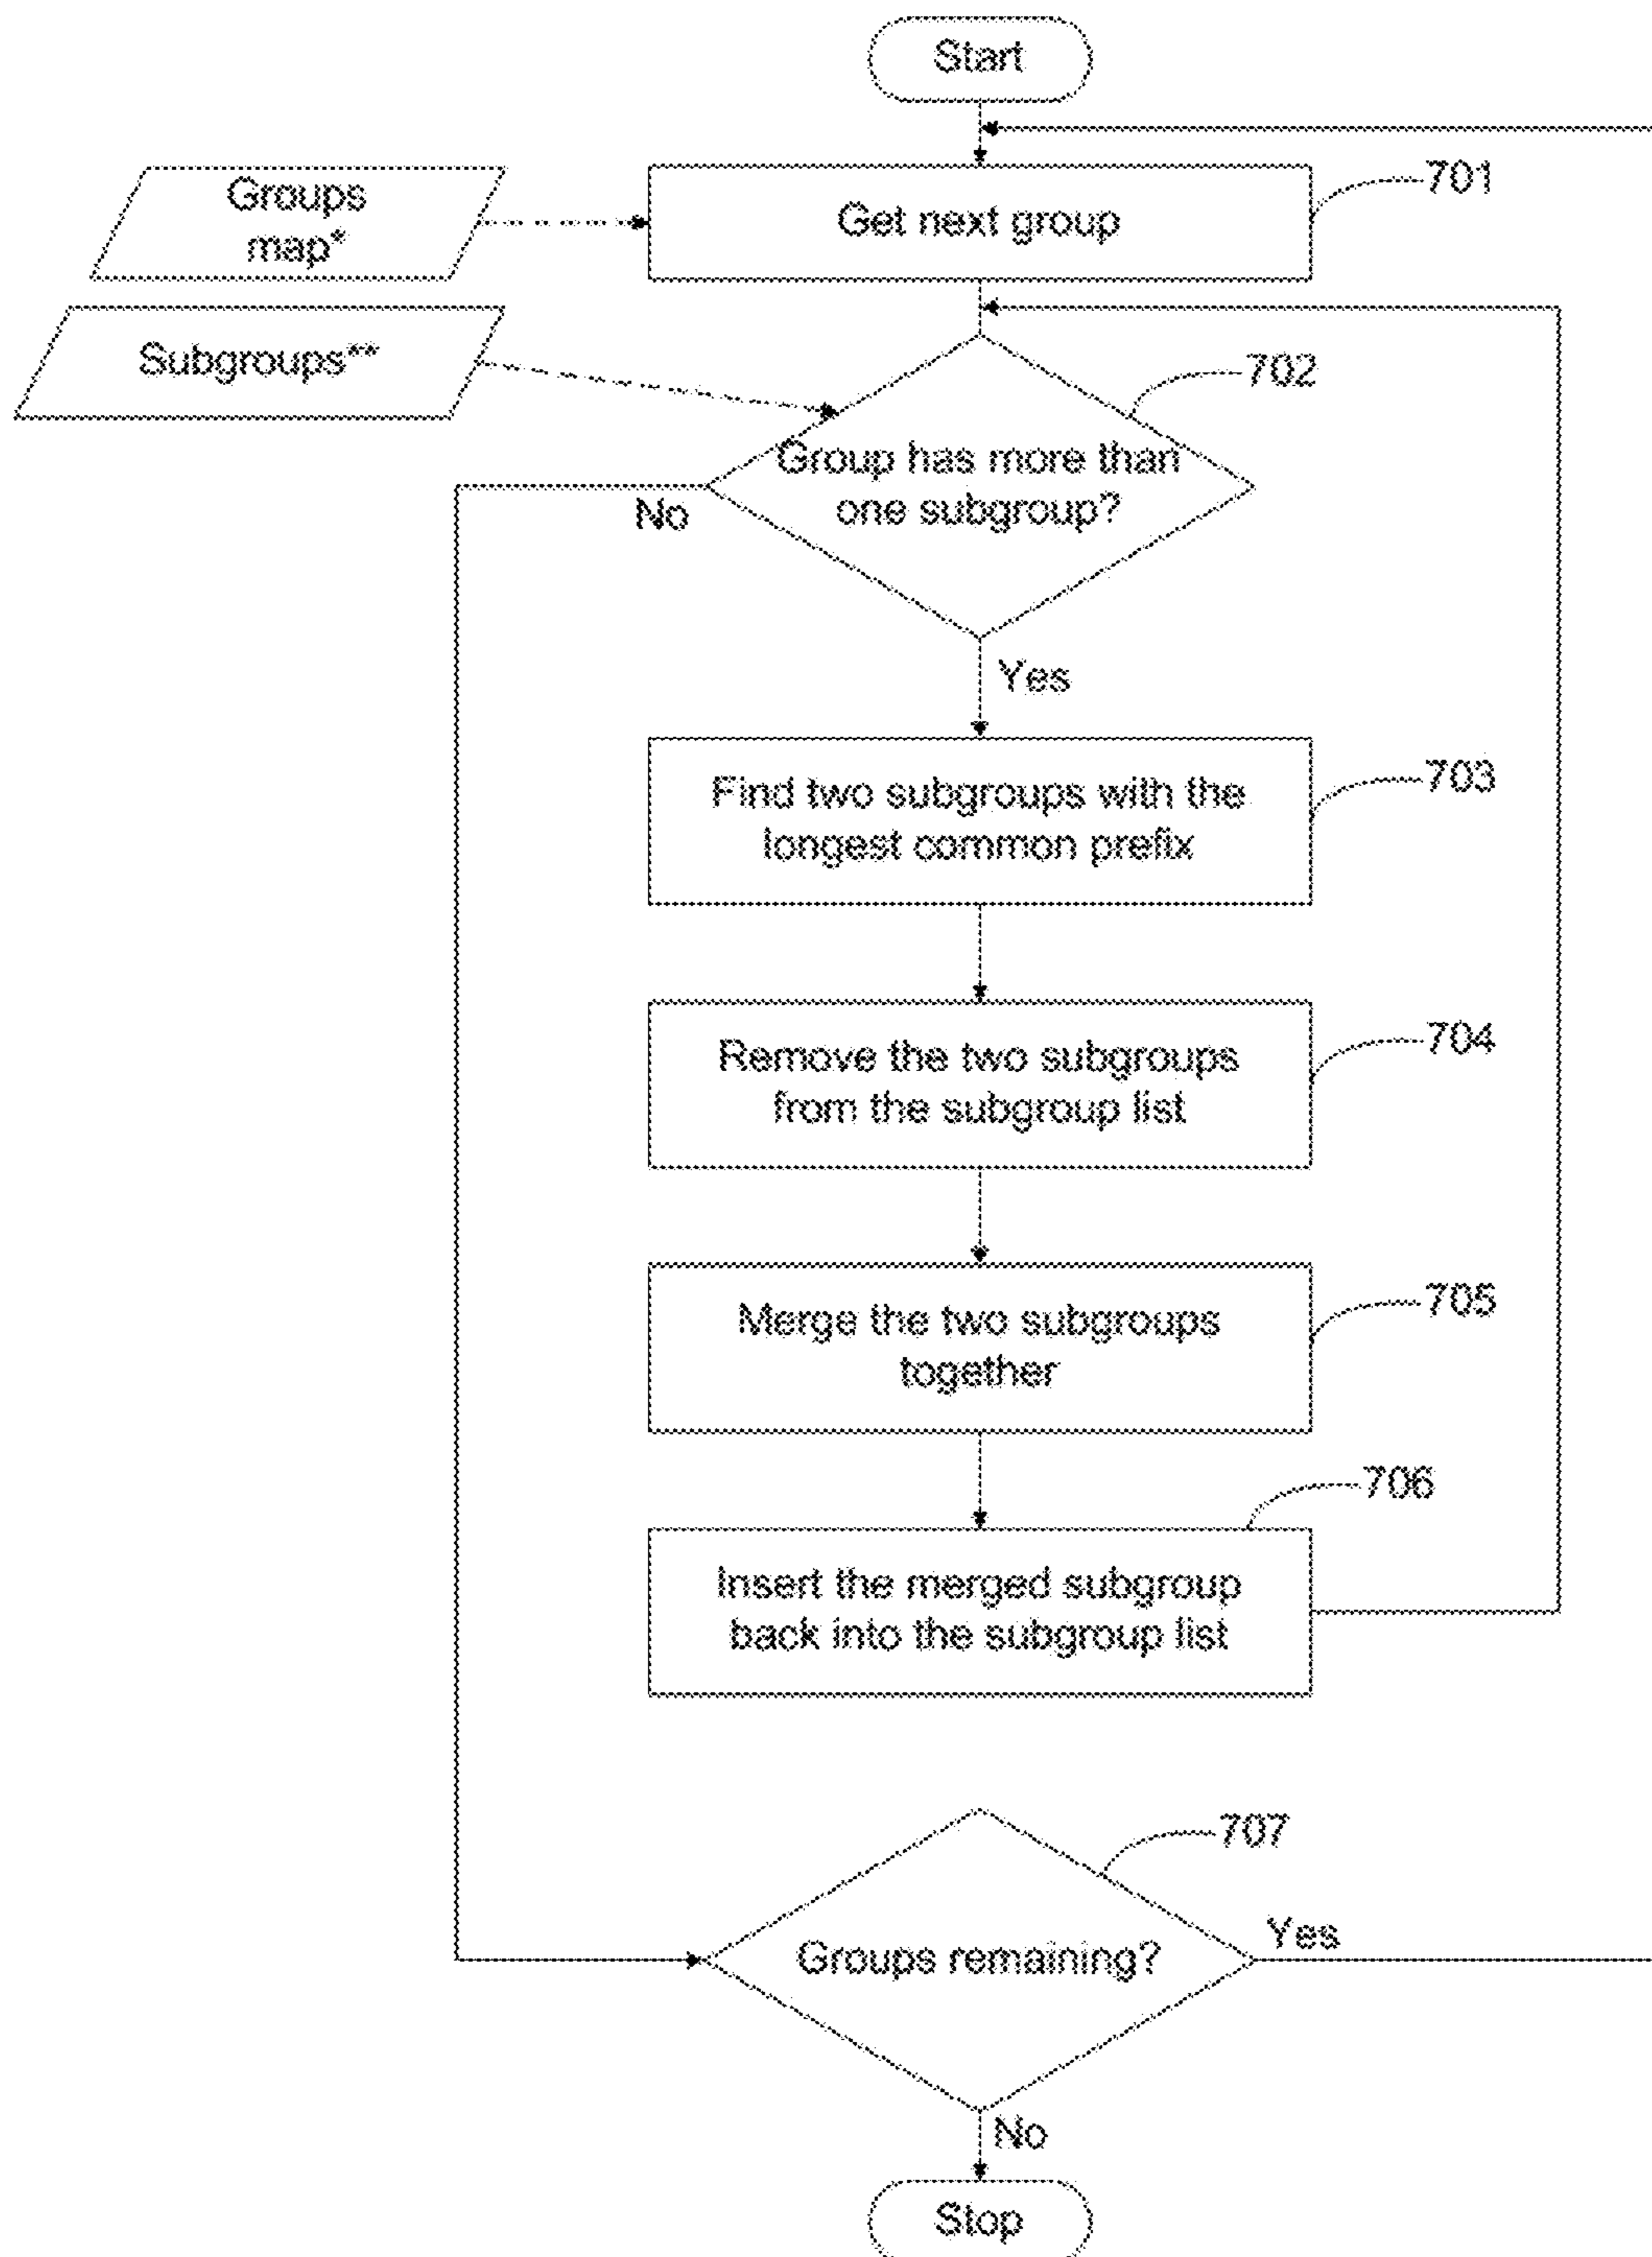 Start
701
Groups
map*
Get next group
Subgroups**
702
Group has more than
one subgroup?
No
Yes
703
Find two subgroups with the
longest common prefix
704
Remove the two subgroups
from the subgroup list
705
Merge the two subgroups
together
706
Insert the merged subgroup
back into the subgroup list
707
Groups remaining?
Yes
No
Stop